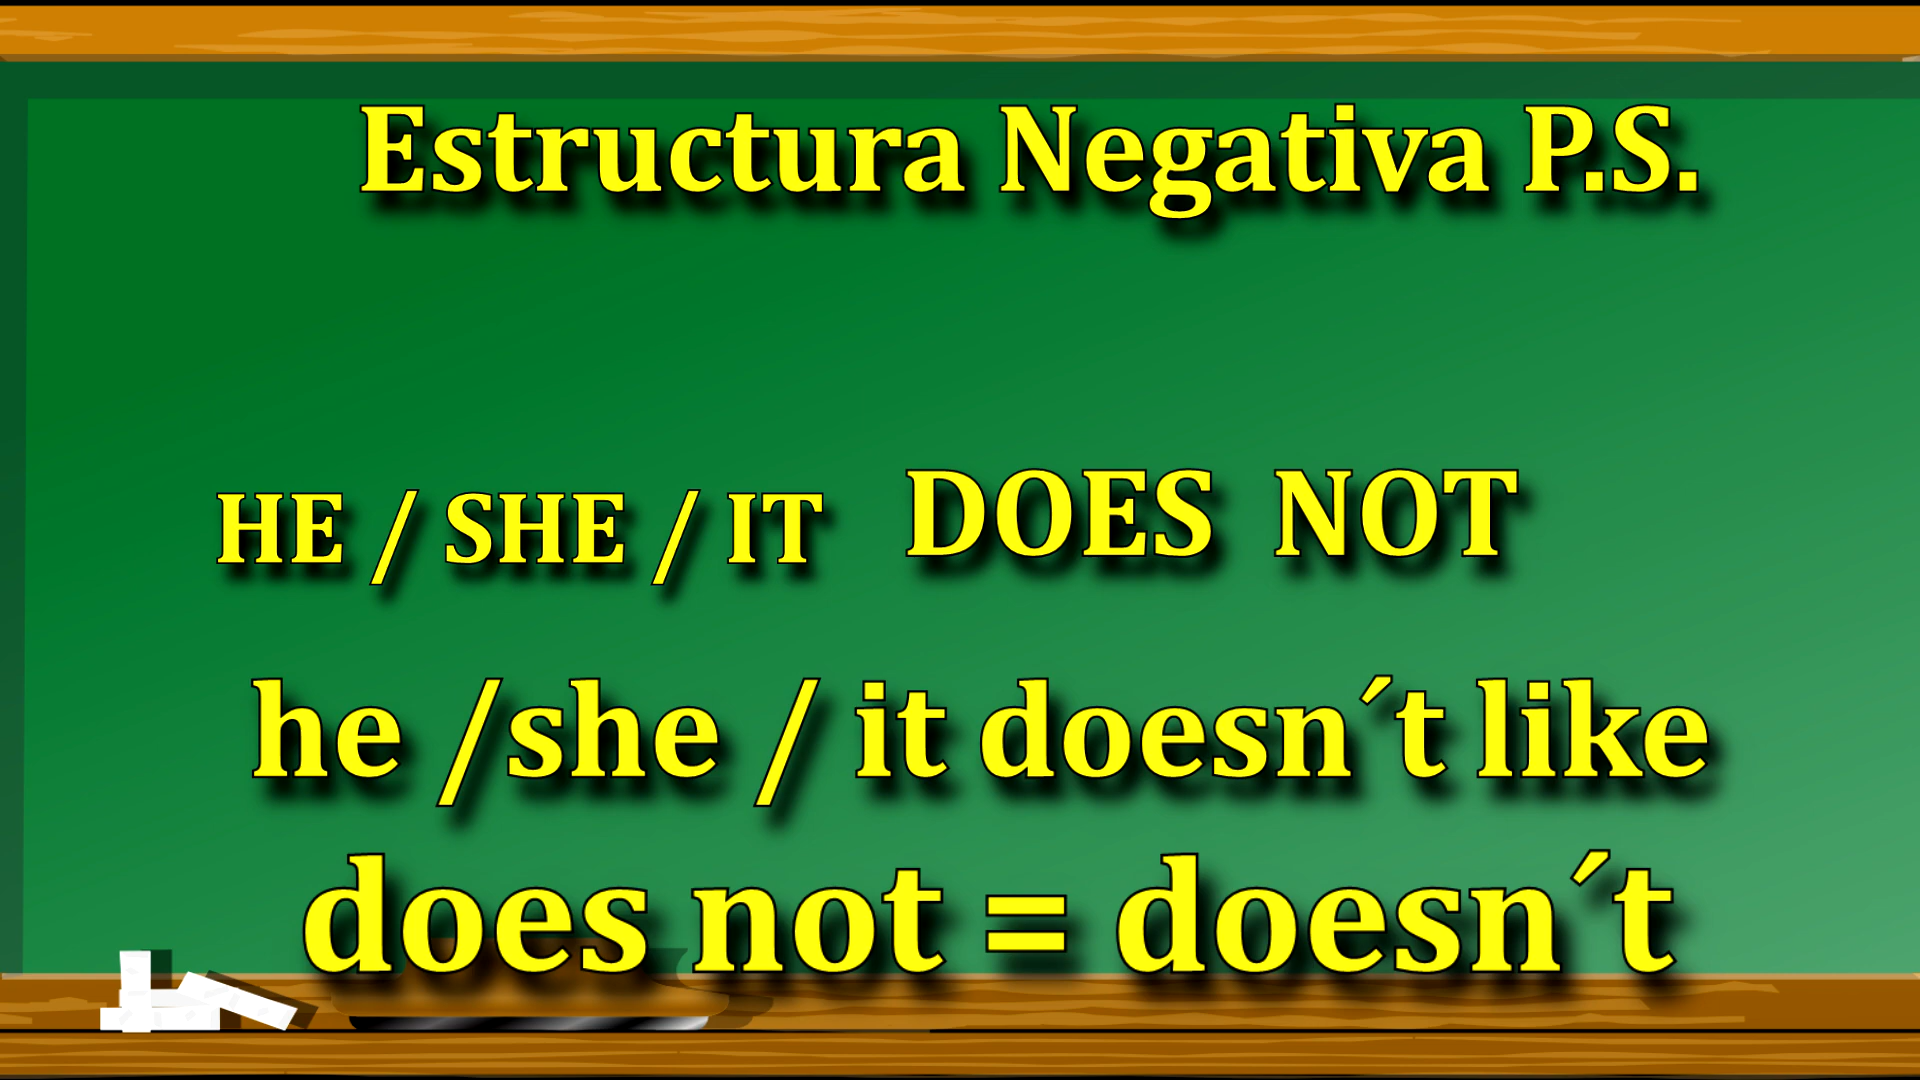 Estructura Negativa P.S.
HE / SHE / IT DOES NOT
he /she / it doesn´t like
does not = doesn´t